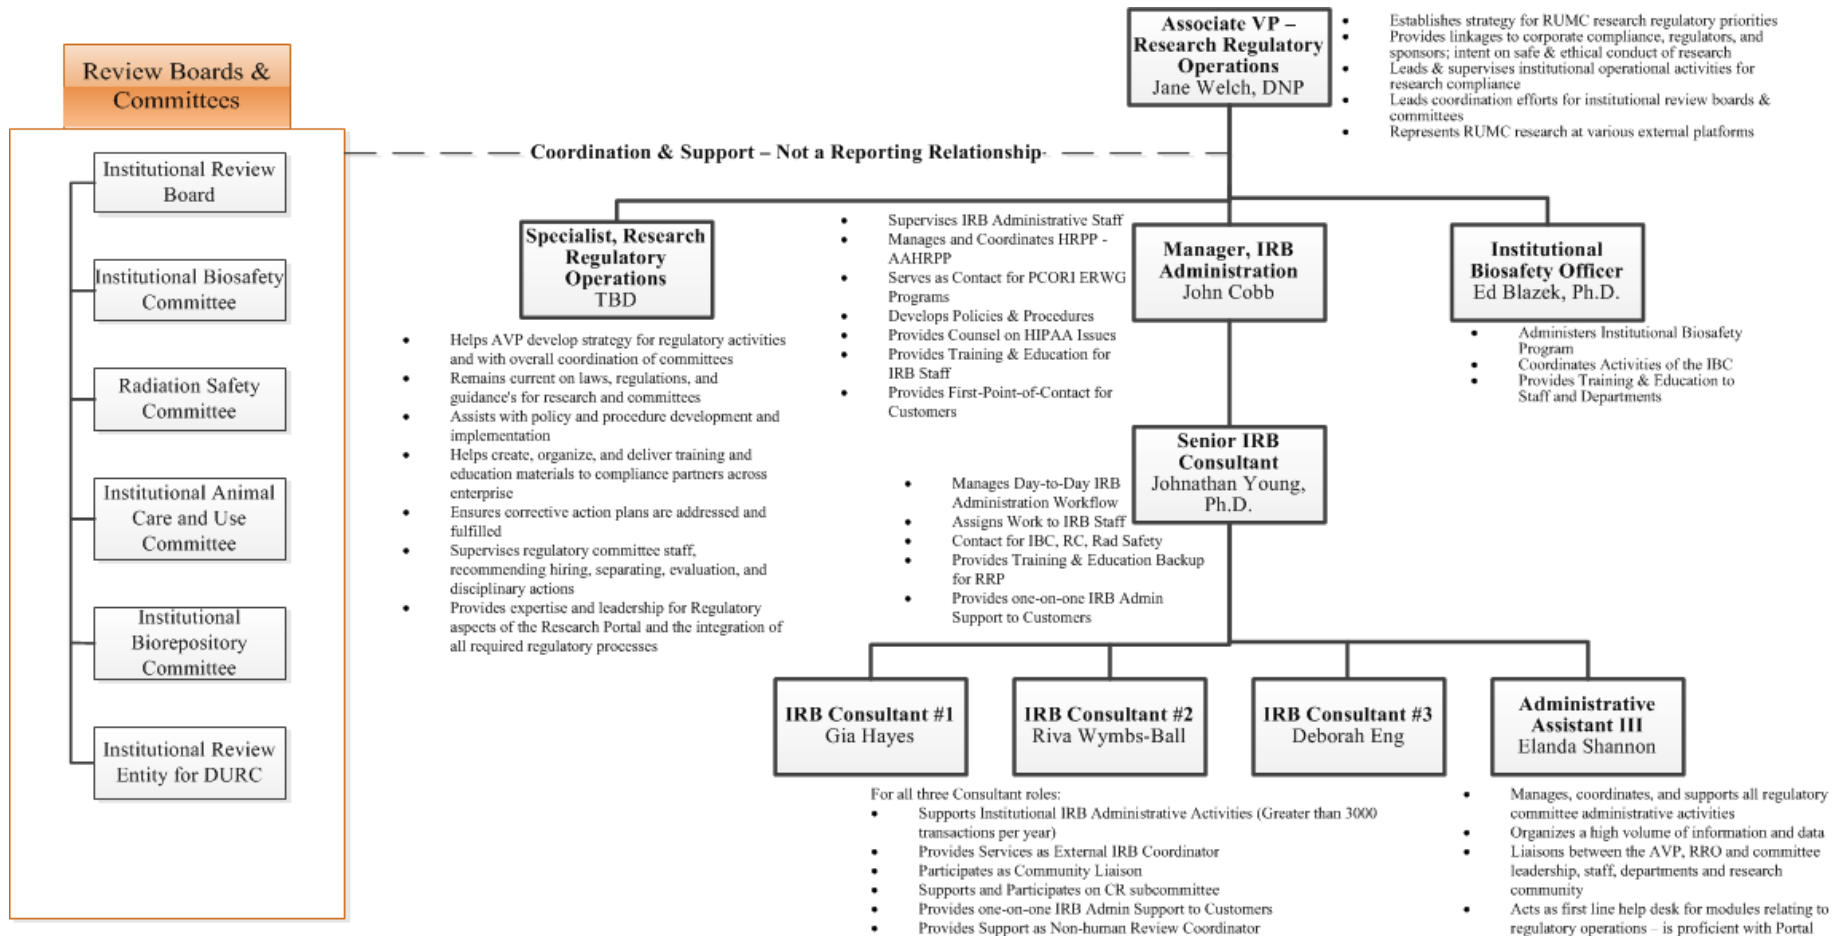 Review Boards &
Committees
Institutional Review
Board
Institutional Biosafety
Committee
Radiation Safety
Committee
Institutional Animal
Care and Use
Committee
Institutional
Biorepository
Committee
Institutional Review
Entity for DURC
Associate VP –
Research Regulatory
Operations
Jane Welch, DNP
• Establishes strategy for RUMC research regulatory priorities
• Provides linkages to corporate compliance, regulators, and
sponsors; intent on safe & ethical conduct of research
• Leads & supervises institutional operational activities for
research compliance
• Leads coordination efforts for institutional review boards &
committees
• Represents RUMC research at various external platforms
Coordination & Support – Not a Reporting Relationship
Specialist, Research
Regulatory
Operations
TBD
• Helps AVP develop strategy for regulatory activities
and with overall coordination of committees
• Remains current on laws, regulations, and
guidance's for research and committees
• Assists with policy and procedure development and
implementation
• Helps create, organize, and deliver training and
education materials to compliance partners across
enterprise
• Ensures corrective action plans are addressed and
fulfilled
• Supervises regulatory committee staff,
recommending hiring, separating, evaluation, and
disciplinary actions
• Provides expertise and leadership for Regulatory
aspects of the Research Portal and the integration of
all required regulatory processes
• Supervises IRB Administrative Staff
• Manages and Coordinates HRPP -
AAHRPP
• Serves as Contact for PCORI ERWG
Programs
• Develops Policies & Procedures
• Provides Counsel on HIPAA Issues
• Provides Training & Education for
IRB Staff
• Provides First-Point-of-Contact for
Customers
Manager, IRB
Administration
John Cobb
Institutional
Biosafety Officer
Ed Blazek, Ph.D.
• Administers Institutional Biosafety
Program
• Coordinates Activities of the IBC
• Provides Training & Education to
Staff and Departments
Senior IRB
Consultant
Johnathan Young,
Ph.D.
• Manages Day-to-Day IRB
Administration Workflow
• Assigns Work to IRB Staff
• Contact for IBC, RC, Rad Safety
• Provides Training & Education Backup
for RRP
• Provides one-on-one IRB Admin
Support to Customers
IRB Consultant #1
Gia Hayes
IRB Consultant #2
Riva Wymbs-Ball
IRB Consultant #3
Deborah Eng
Administrative
Assistant III
Elanda Shannon
For all three Consultant roles:
• Supports Institutional IRB Administrative Activities (Greater than 3000
transactions per year)
• Provides Services as External IRB Coordinator
• Participates as Community Liaison
• Supports and Participates on CR subcommittee
• Provides one-on-one IRB Admin Support to Customers
• Provides Support as Non-human Review Coordinator
• Manages, coordinates, and supports all regulatory
committee administrative activities
• Organizes a high volume of information and data
• Liaisons between the AVP, RRO and committee
leadership, staff, departments and research
community
• Acts as first line help desk for modules relating to
regulatory operations – is proficient with Portal